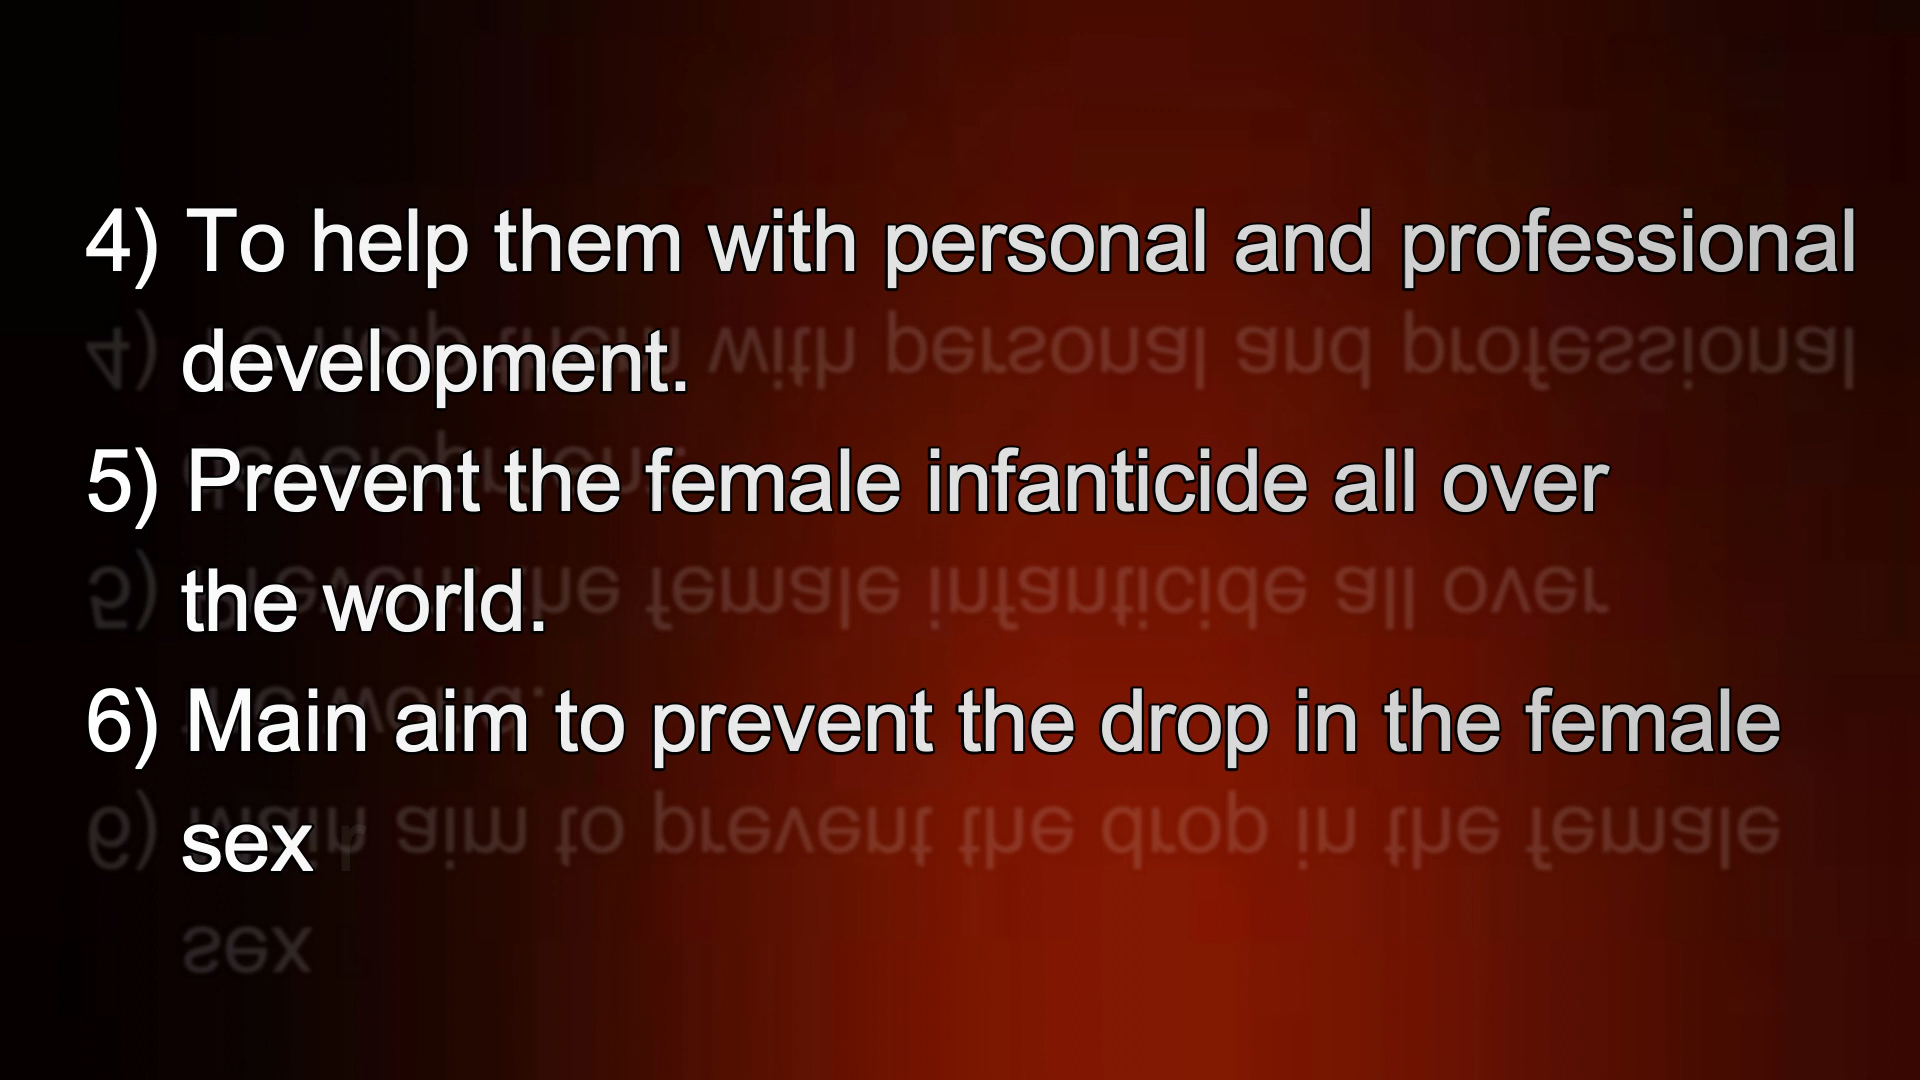 4) To help them with personal and professional
development.
5) Prevent the female infanticide all over
the world.
6) Main aim to prevent the drop in the female
sex